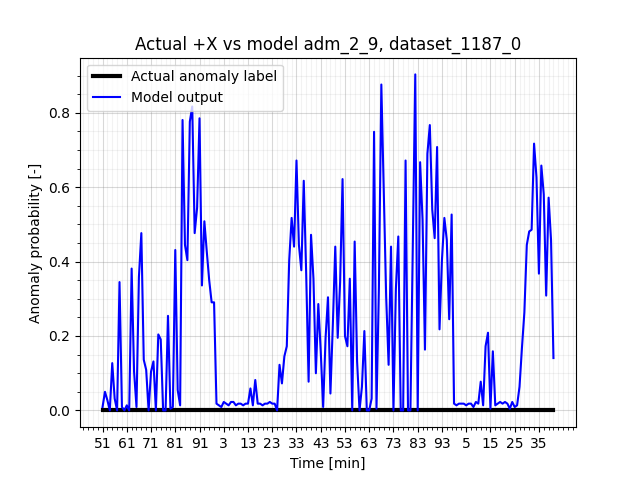 Actual +X vs model adm_2_9, dataset_1187_0
Actual anomaly label
Model output
Anomaly probability [-]
0.8
0.6
0.4
0.2
0.0
51 61 71 81 91 3 13 23 33 43 53 63 73 83 93 5 15 25 35
Time [min]